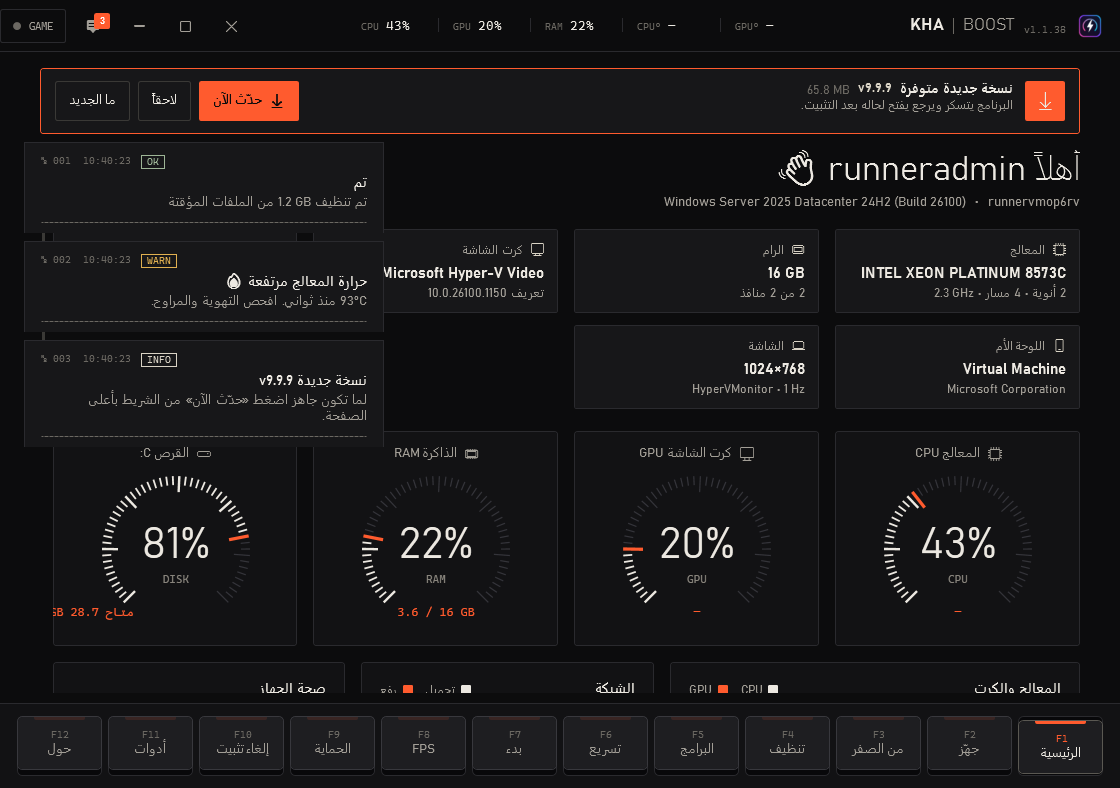 KHA | BOOST v1.1.38
CPU 43%
GPU 20%
RAM 22%
CPU° —
GPU° —
3
GAME
نسخة جديدة متوفرة v9.9.9 65.8 MB
البرنامج يتسكر ويرجع يفتح لحاله بعد التثبيت.
حدّث الآن
لاحقاً
ما الجديد
أهلاً runneradmin
Windows Server 2025 Datacenter 24H2 (Build 26100) • runnervmop6rv
№ 001 10:40:23 OK
تم
تم تنظيف 1.2 GB من الملفات المؤقتة
№ 002 10:40:23 WARN
حرارة المعالج مرتفعة
93°C منذ ثواني. افحص التهوية والمراوح.
№ 003 10:40:23 INFO
نسخة جديدة v9.9.9
لما تكون جاهز اضغط «حدّث الآن» من الشريط بأعلى
الصفحة.
المعالج
INTEL XEON PLATINUM 8573C
2 أنوية • 4 مسار • 2.3 GHz
الرام
16 GB
2 من 2 منافذ
كرت الشاشة
Microsoft Hyper-V Video
تعريف 10.0.26100.1150
اللوحة الأم
Virtual Machine
Microsoft Corporation
الشاشة
1024×768
HyperVMonitor • 1 Hz
المعالج CPU
43%
CPU
—
كرت الشاشة GPU
20%
GPU
—
الذاكرة RAM
22%
RAM
3.6 / 16 GB
القرص C:
81%
DISK
متاح 28.7 GB
المعالج والكرت
CPU
GPU
الشبكة
تحميل
رفع
صحة الجهاز
F1 الرئيسية
F2 جهّز
F3 من الصفر
F4 تنظيف
F5 البرامج
F6 تسريع
F7 بدء
F8 FPS
F9 الحماية
F10 إلغاء تثبيت
F11 أدوات
F12 حول